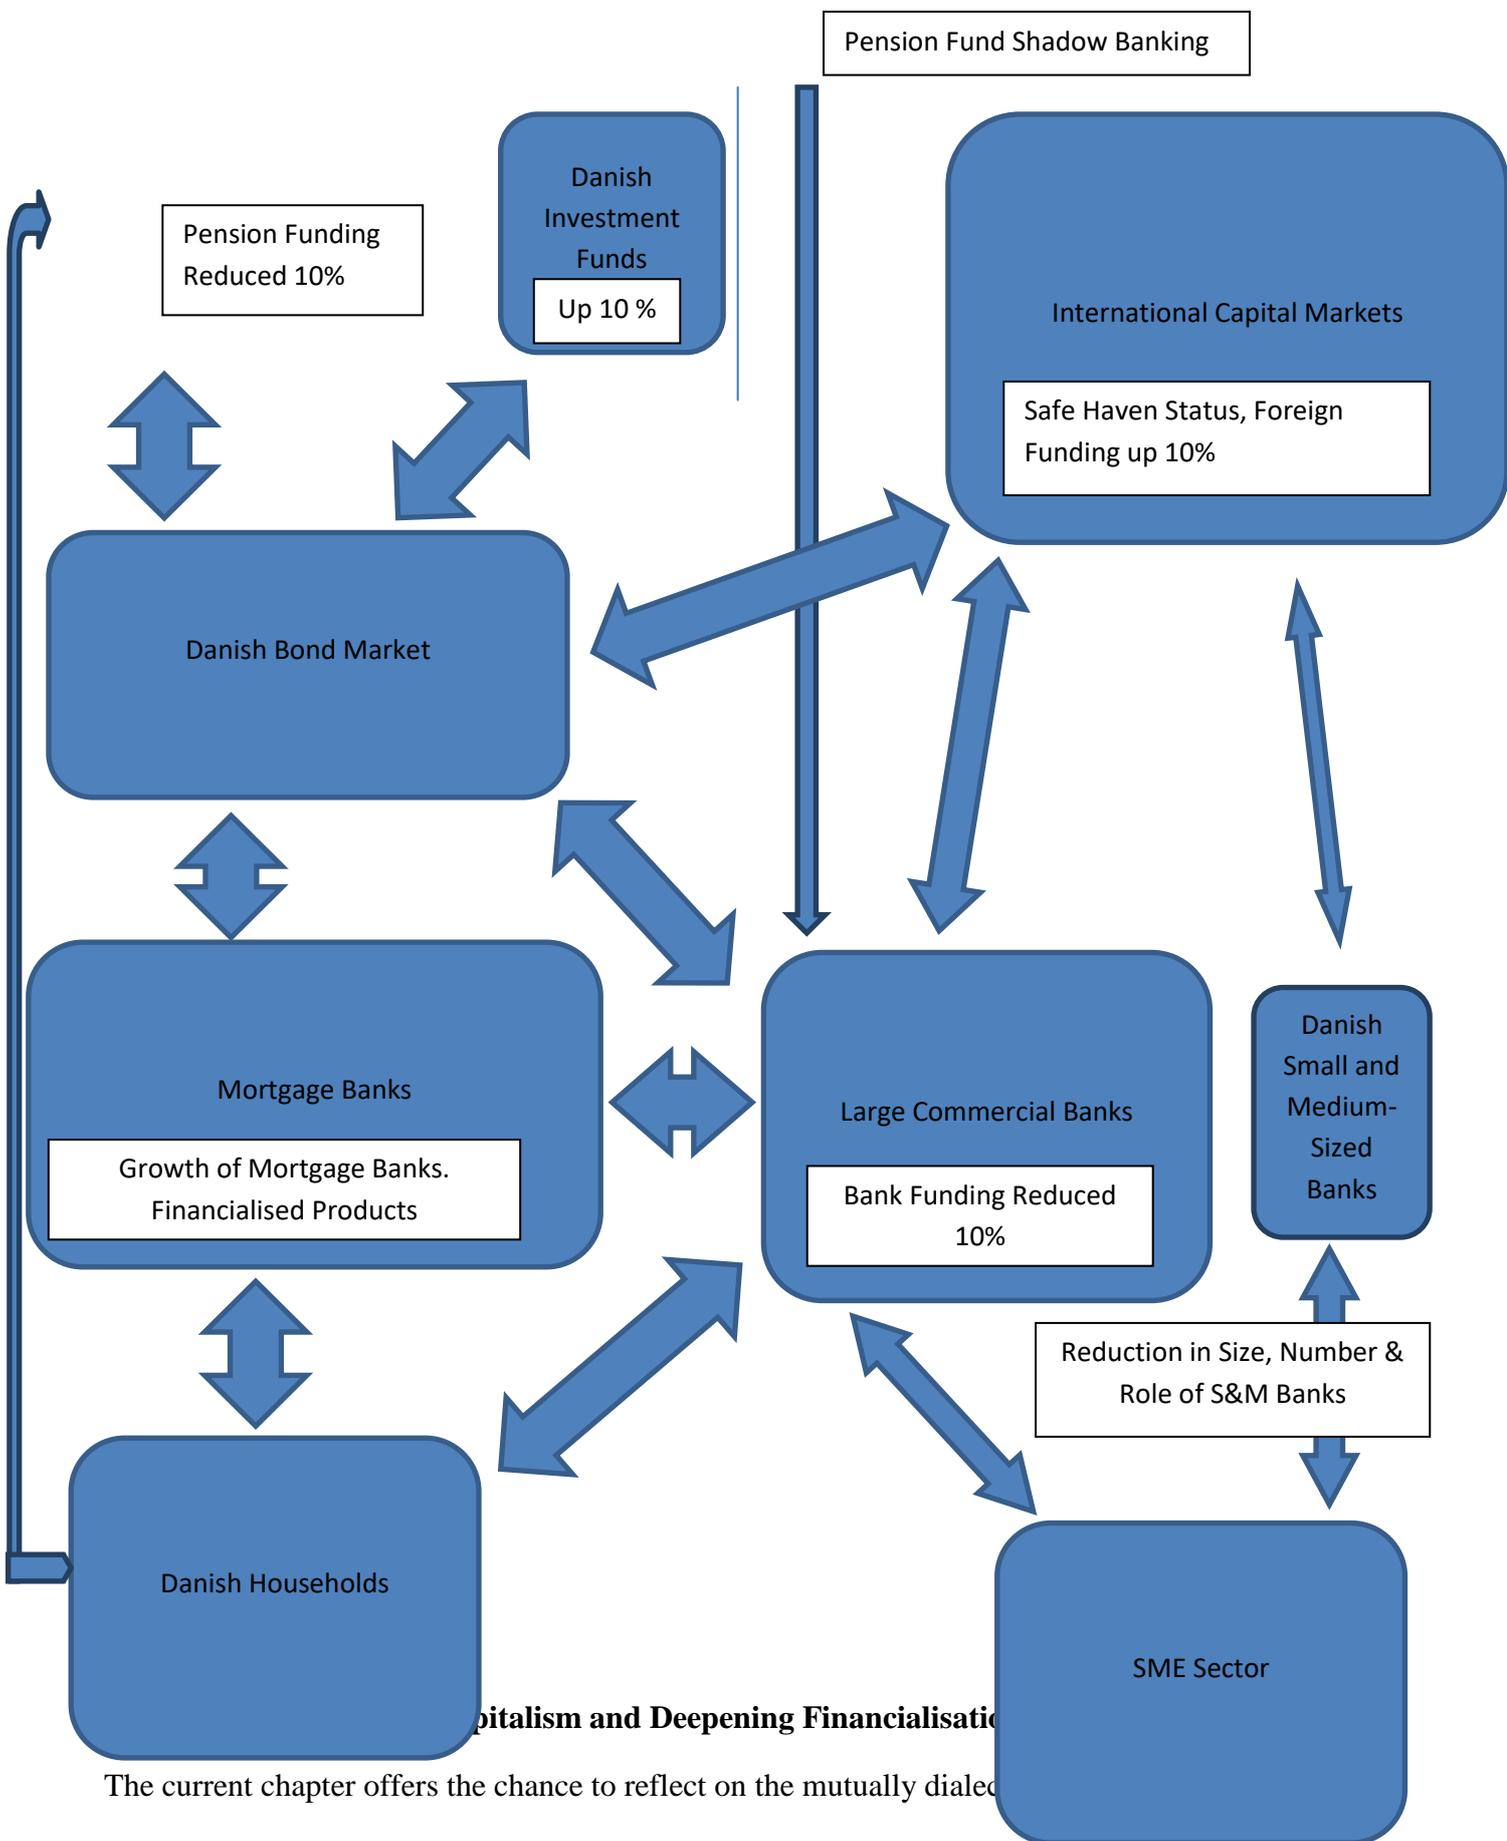 Pension Fund Shadow Banking
Danish
Investment
Funds
Up 10 %
Pension Funding
Reduced 10%
International Capital Markets
Safe Haven Status, Foreign
Funding up 10%
Danish Bond Market
Mortgage Banks
Growth of Mortgage Banks.
Financialised Products
Large Commercial Banks
Bank Funding Reduced
10%
Danish
Small and
Medium-
Sized
Banks
Reduction in Size, Number &
Role of S&M Banks
Danish Households
SME Sector
and Deepening
The current chapter offers the chance to reflect on the mutually